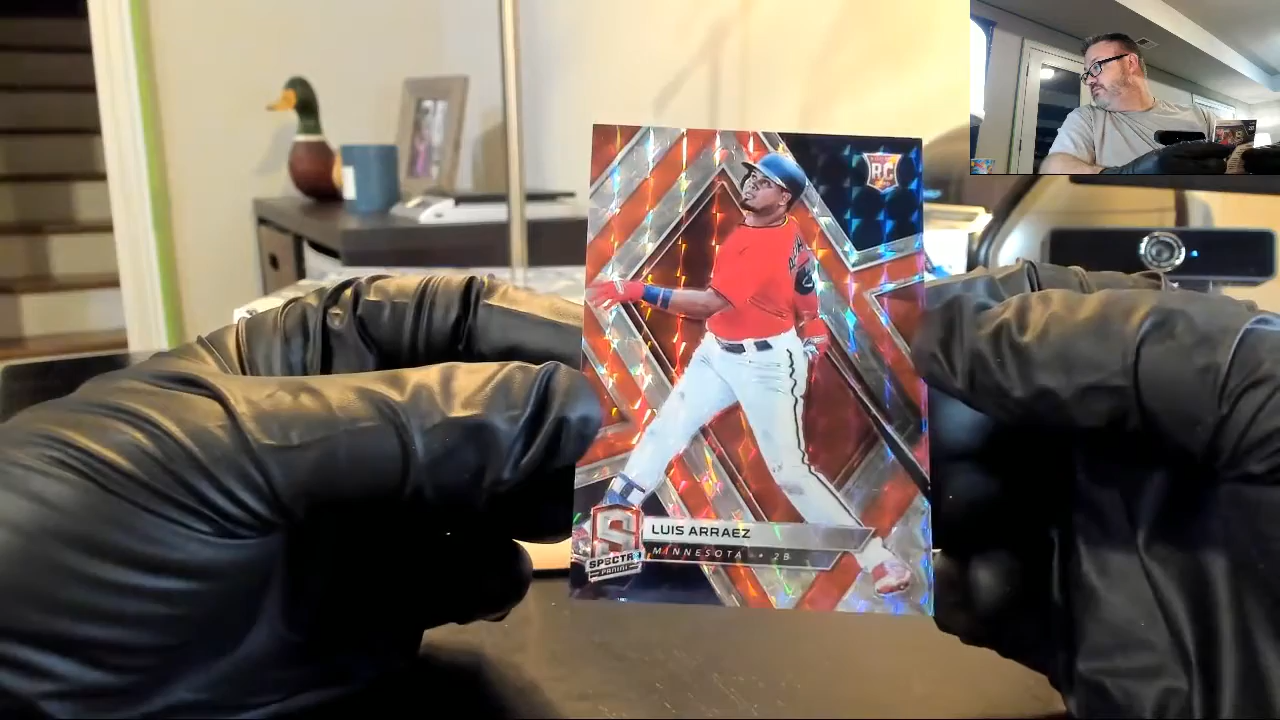 RC
LUIS ARRAEZ
MINNESOTA • 2B
SPECTRA
PANINI